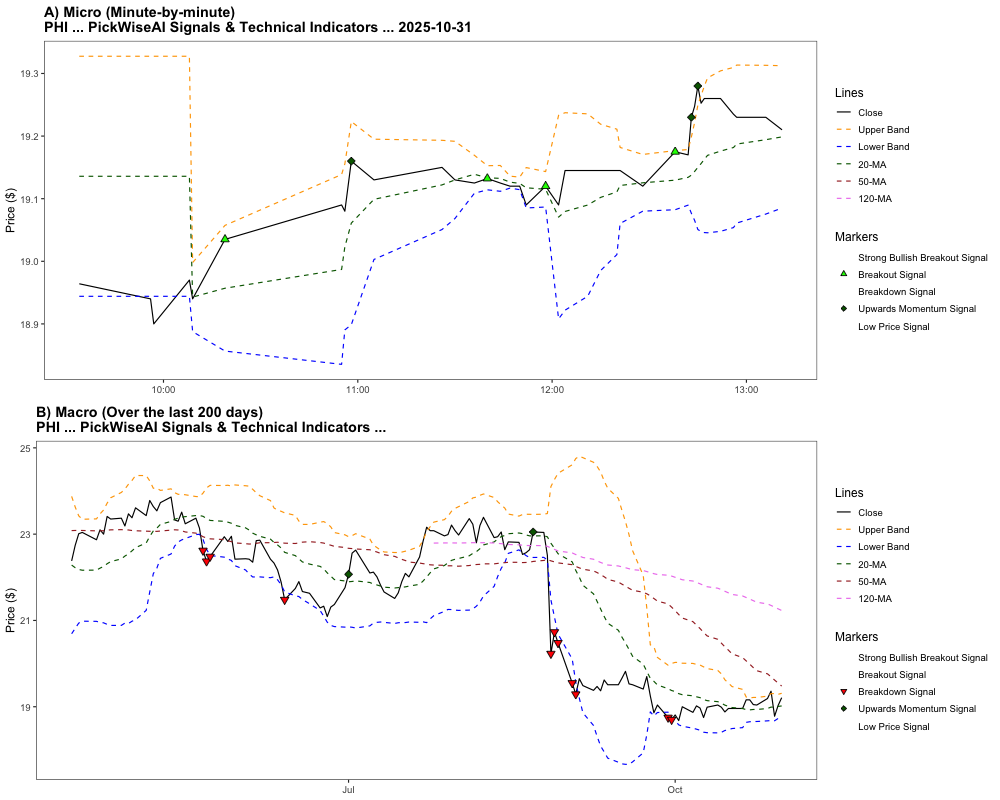 A) Micro (Minute-by-minute)
PHI ... PickWiseAI Signals & Technical Indicators ... 2025-10-31
Price ($)
19.3
19.2
19.1
19.0
18.9
10:00
11:00
12:00
13:00
Lines
Close
Upper Band
Lower Band
20-MA
50-MA
120-MA
Markers
Strong Bullish Breakout Signal
Breakout Signal
Breakdown Signal
Upwards Momentum Signal
Low Price Signal
B) Macro (Over the last 200 days)
PHI ... PickWiseAI Signals & Technical Indicators ...
Price ($)
25
23
21
19
Jul
Oct
Lines
Close
Upper Band
Lower Band
20-MA
50-MA
120-MA
Markers
Strong Bullish Breakout Signal
Breakout Signal
Breakdown Signal
Upwards Momentum Signal
Low Price Signal